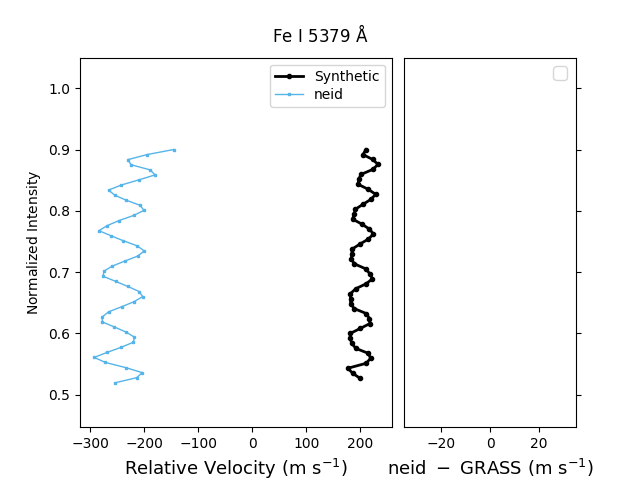 Fe I 5379 Å
Synthetic
neid
1.0
0.9
0.8
0.7
0.6
0.5
Normalized Intensity
−300 −200 −100 0 100 200
−20 0 20
Relative Velocity (m s⁻¹)
neid − GRASS (m s⁻¹)